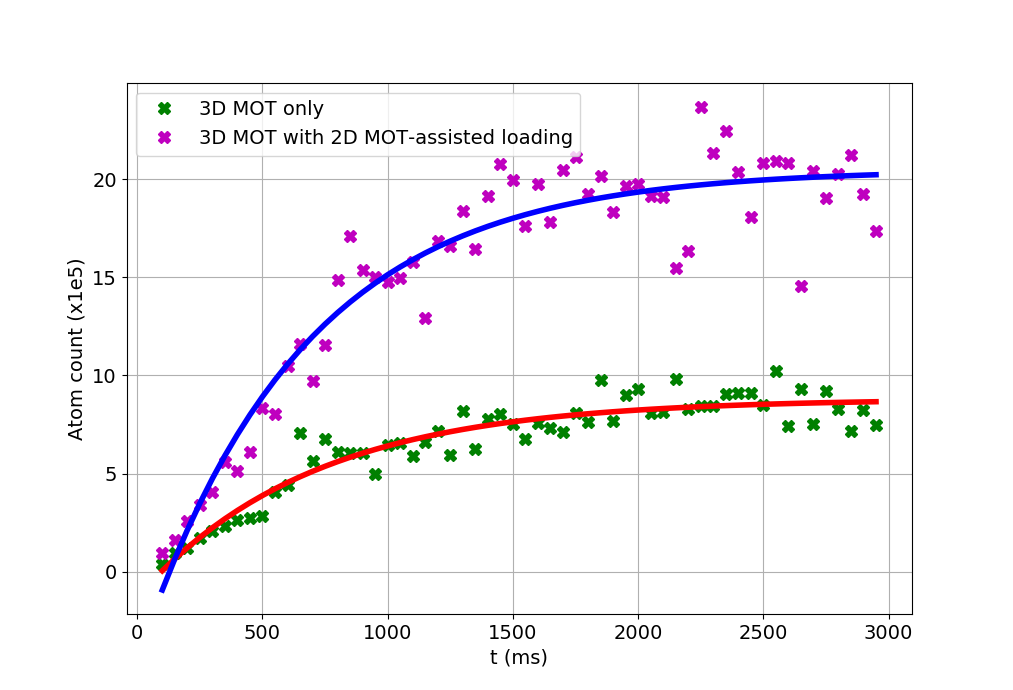 3D MOT only
3D MOT with 2D MOT-assisted loading
Atom count (x1e5)
20
15
10
5
0
0 500 1000 1500 2000 2500 3000
t (ms)